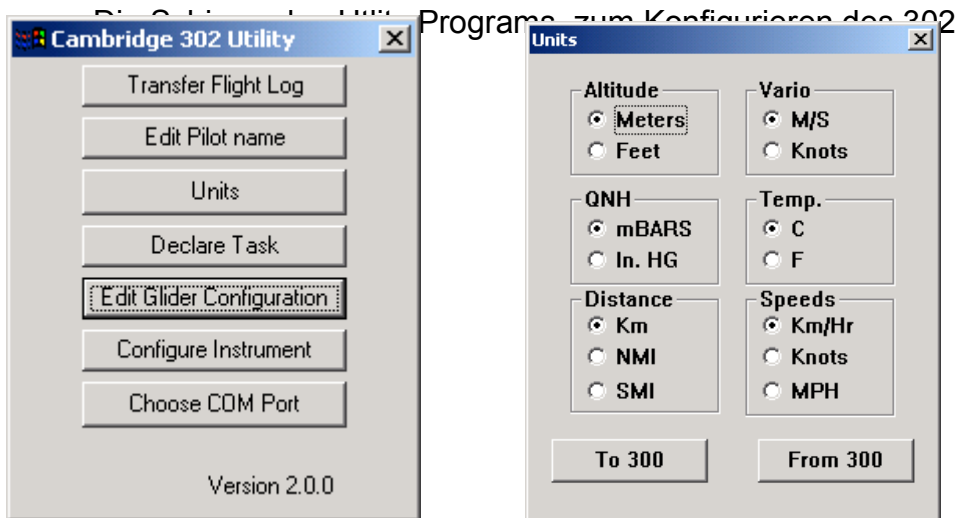 Die Utlity Programs, zum Konfigurieren des 302
Cambridge 302 Utility
Transfer Flight Log
Edit Pilot name
Units
Declare Task
Edit Glider Configuration
Configure Instrument
Choose COM Port
Version 2.0.0
Units
Altitude
Meters
Feet
Vario
M/S
Knots
QNH
mBARS
In. HG
Temp.
C
F
Distance
Km
NMI
SMI
Speeds
Km/Hr
Knots
MPH
To 300
From 300